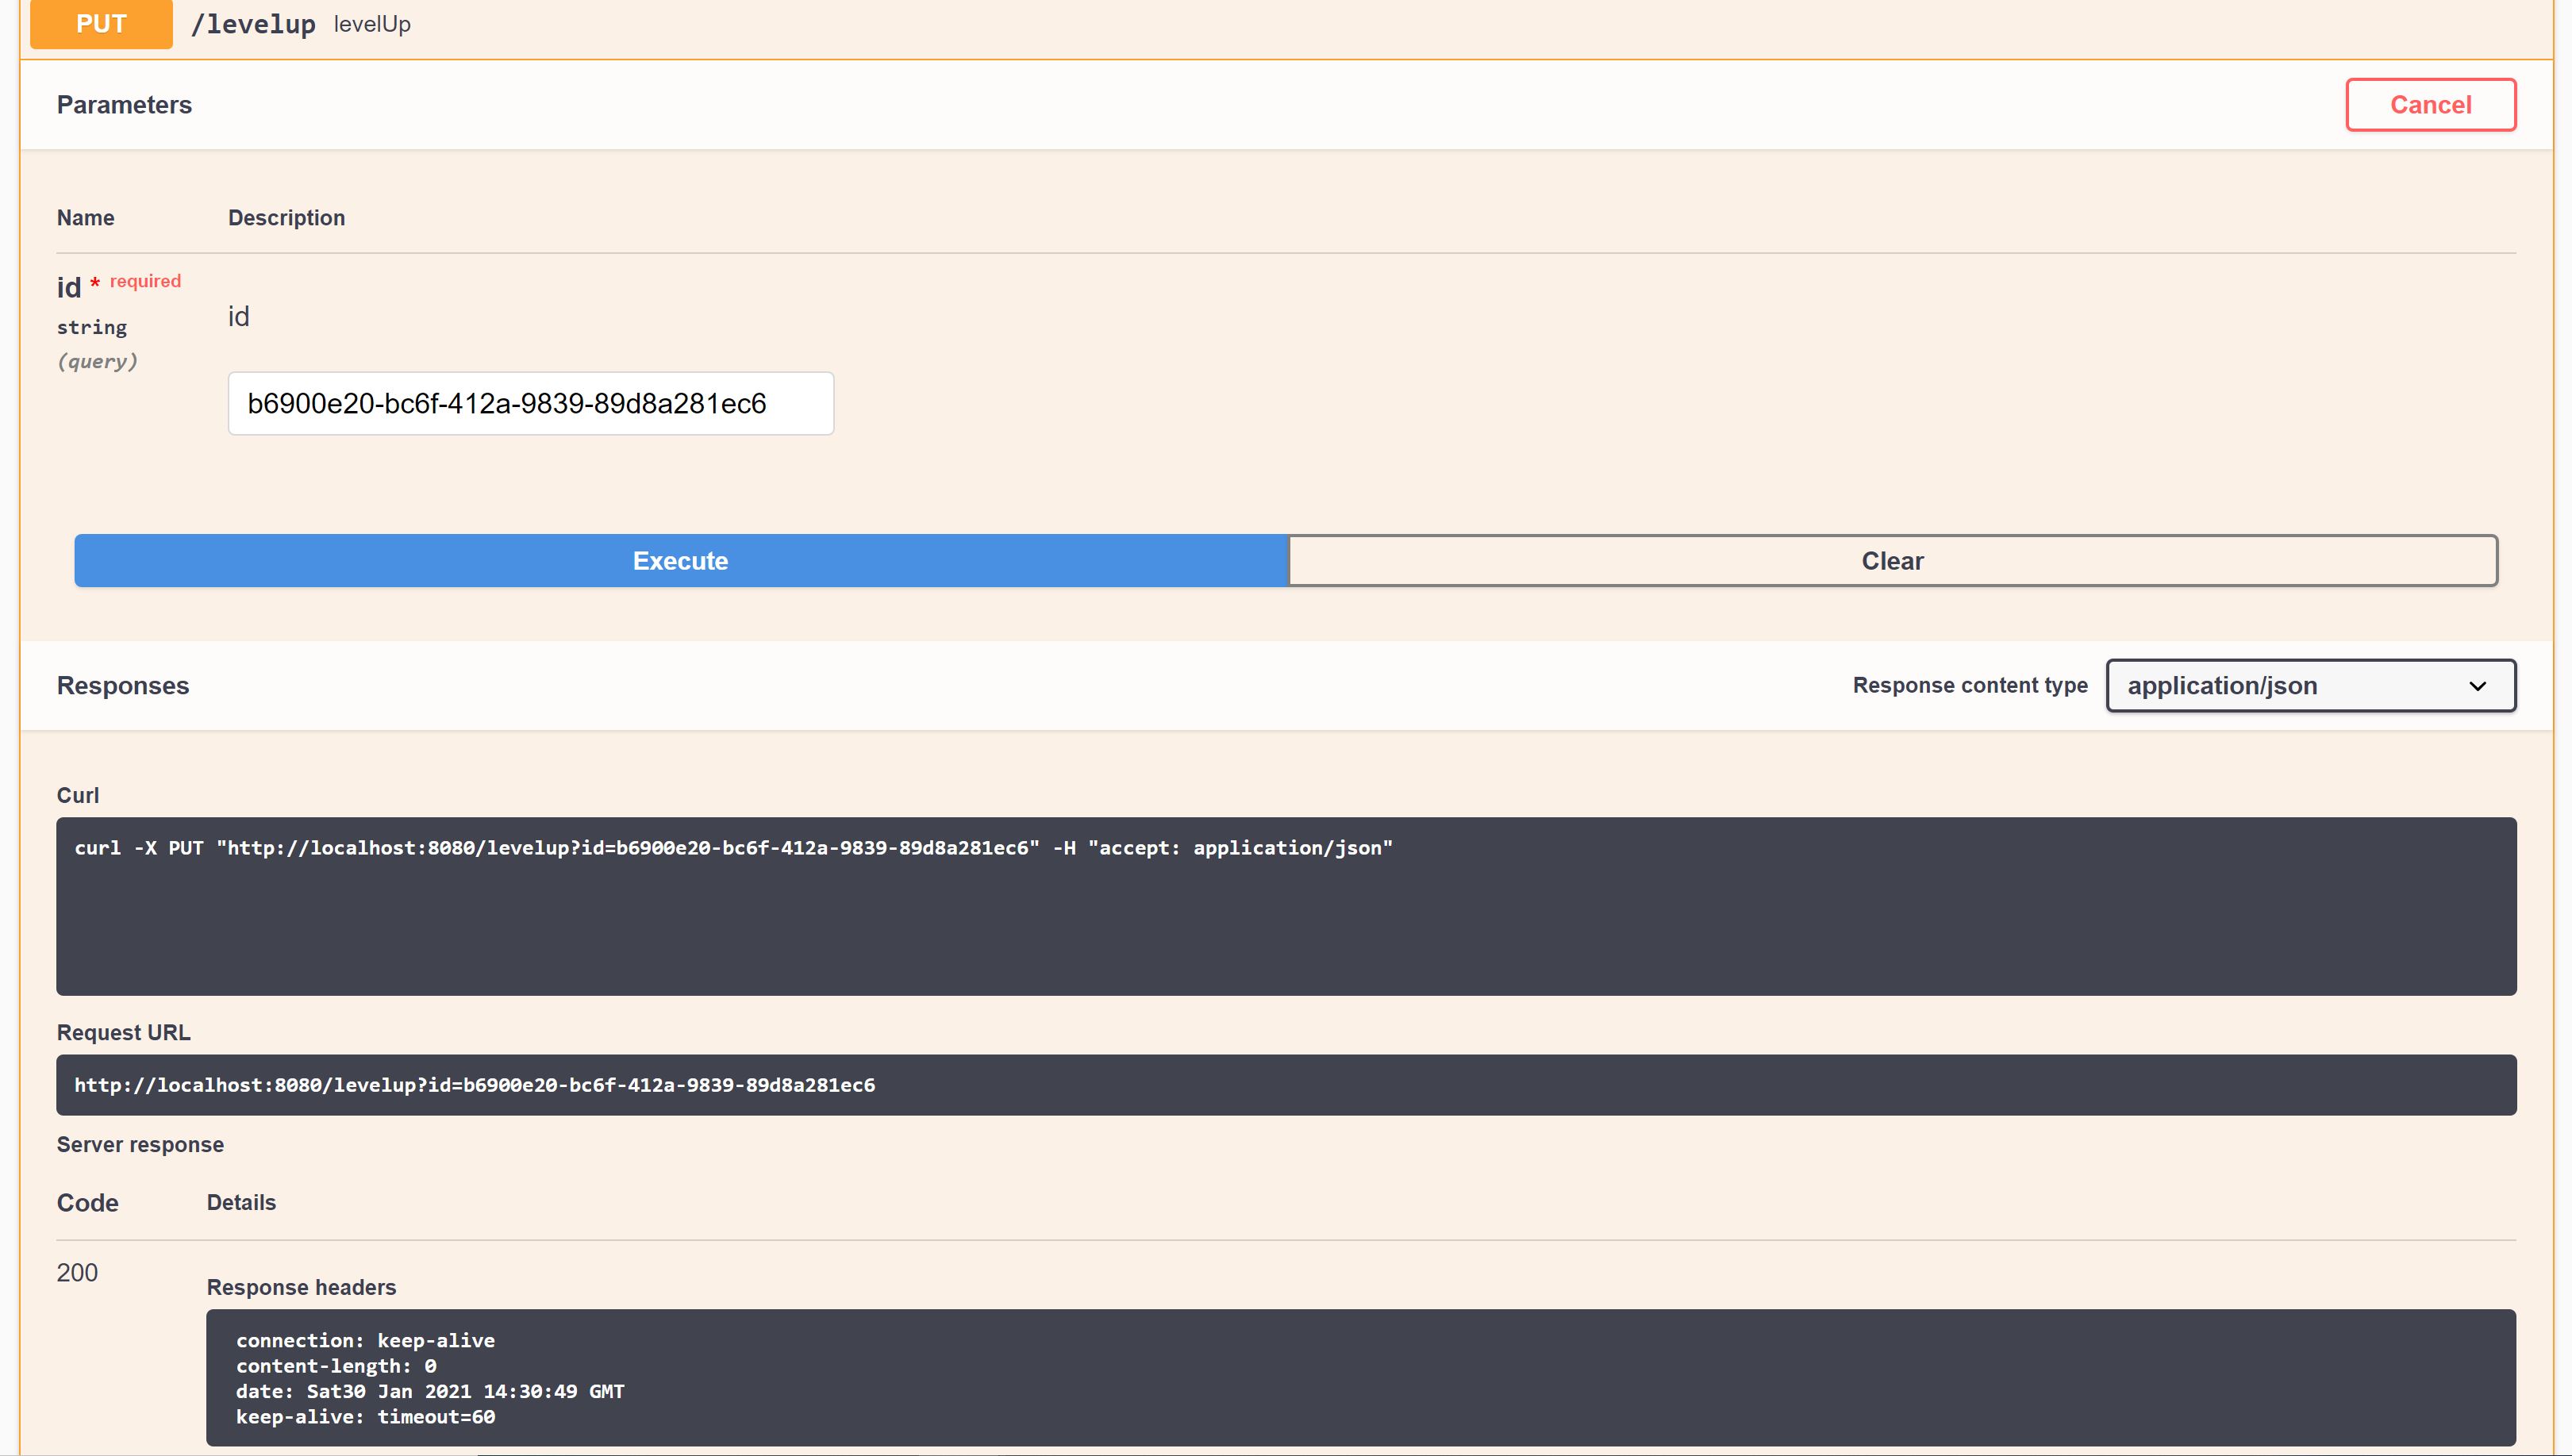 PUT /levelup levelUp
Parameters
Cancel
Name Description
id * required
string
(query)
id
b6900e20-bc6f-412a-9839-89d8a281ec6
Execute
Clear
Responses
Response content type application/json
Curl
curl -X PUT "http://localhost:8080/levelup?id=b6900e20-bc6f-412a-9839-89d8a281ec6" -H "accept: application/json"
Request URL
http://localhost:8080/levelup?id=b6900e20-bc6f-412a-9839-89d8a281ec6
Server response
Code Details
200
Response headers
connection: keep-alive
content-length: 0
date: Sat30 Jan 2021 14:30:49 GMT
keep-alive: timeout=60